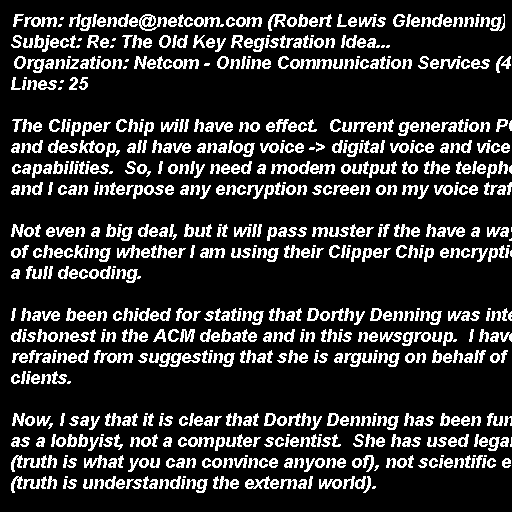 From: rlglende@netcom.com (Robert Lewis Glendenning)
Subject: Re: The Old Key Registration Idea...
Organization: Netcom - Online Communication Services (4
Lines: 25

The Clipper Chip will have no effect.  Current generation P
and desktop, all have analog voice -> digital voice and vice
capabilities.  So, I only need a modem output to the teleph
and I can interpose any encryption screen on my voice traf

Not even a big deal, but it will pass muster if the have a wa
of checking whether I am using their Clipper Chip encrypti
a full decoding.

I have been chided for stating that Dorthy Denning was inte
dishonest in the ACM debate and in this newsgroup.  I have
refrained from suggesting that she is arguing on behalf of
clients.

Now, I say that it is clear that Dorthy Denning has been fun
as a lobbyist, not a computer scientist.  She has used lega
(truth is what you can convince anyone of), not scientific e
(truth is understanding the external world).